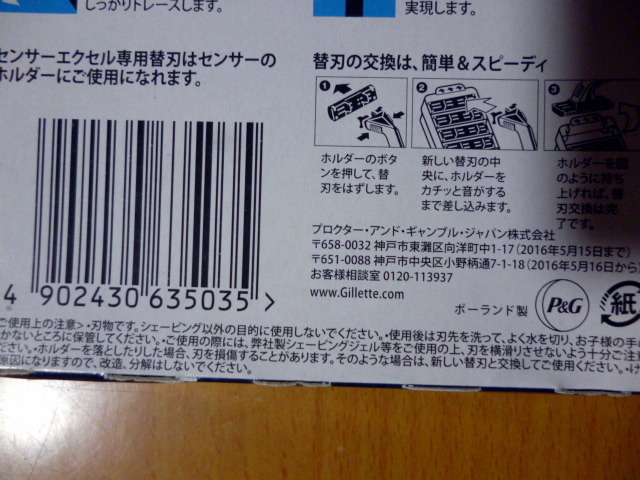 しっかりトレースします。
実現します。
センサーエクセル専用替刃はセンサーの
ホルダーにご使用になれます。
替刃の交換は、簡単&スピーディ
1
2
3
ホルダーのボタ
ンを押して、替
刃をはずします。
新しい替刃の中
央に、ホルダーを
カチッと音がする
まで差し込みます。
ホルダーを図
のように持ち
上げれば、替
刃交換は完
了です。
プロクター・アンド・ギャンブル・ジャパン株式会社
〒658-0032 神戸市東灘区向洋町中1-17(2016年5月15日まで)
〒651-0088 神戸市中央区小野柄通7-1-18(2016年5月16日から)
お客様相談室 0120-113937
www.Gillette.com
ポーランド製
P&G
紙
4 902430 635035 >
ご使用上の注意>・刃物です。シェービング以外の目的に使用しないでください。・使用後は刃先を洗って、よく水を切り、お子様の手の
かないところに保管してください。・ご使用の際には、弊社製シェービングジェル等をご使用の上、刃を横滑りさせないよう十分ご注
ださい。・ホルダーを落としたりした場合、刃を損傷することがあります。そのような場合は、新しい替刃と交換してご使用ください。・け
原因になりますので、改造、分解はしないでください。